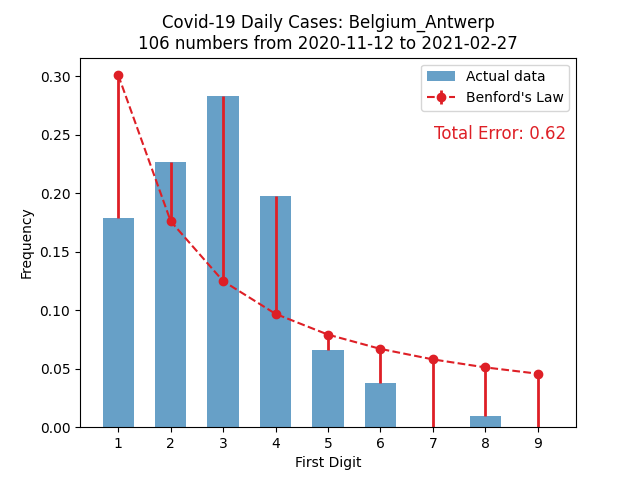 Covid-19 Daily Cases: Belgium_Antwerp
106 numbers from 2020-11-12 to 2021-02-27
Actual data
Benford's Law
Total Error: 0.62
Frequency
0.30
0.25
0.20
0.15
0.10
0.05
0.00
1 2 3 4 5 6 7 8 9
First Digit